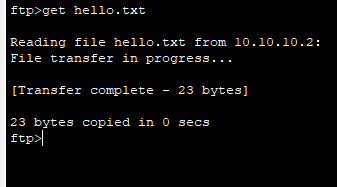 ftp>get hello.txt
Reading file hello.txt from 10.10.10.2:
File transfer in progress...
[Transfer complete - 23 bytes]
23 bytes copied in 0 secs
ftp>